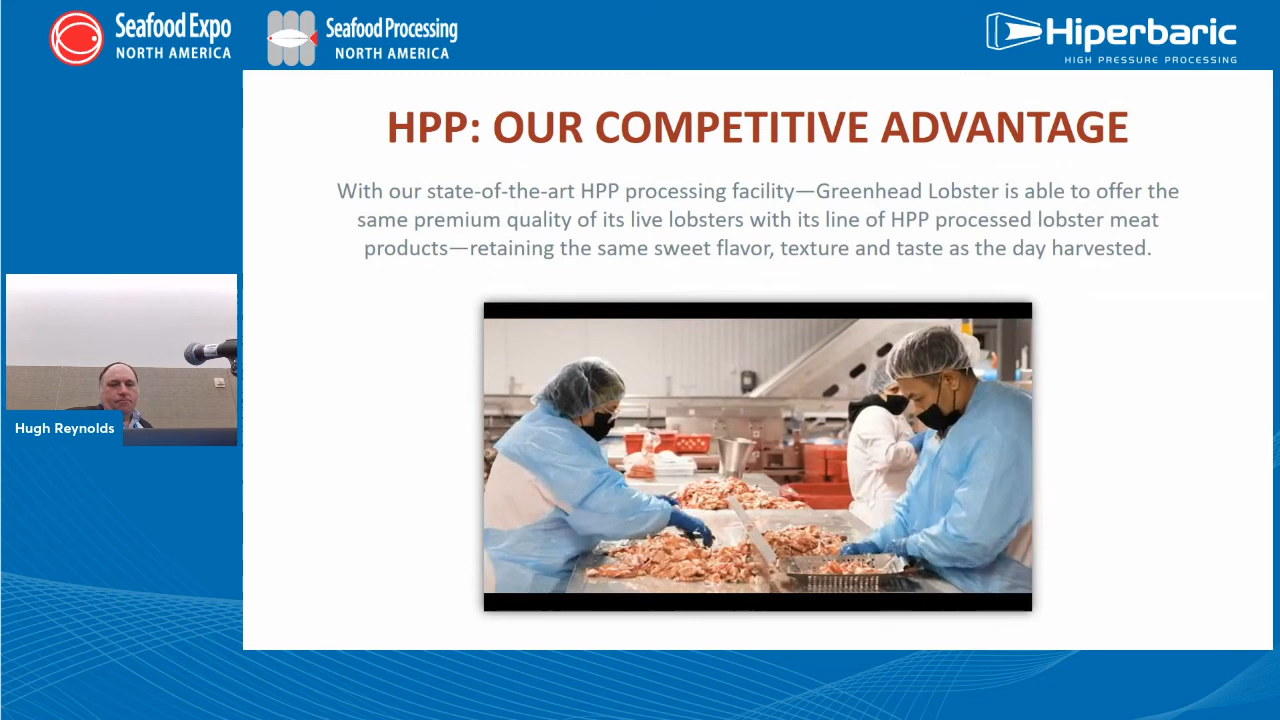 Seafood Expo
NORTH AMERICA
Seafood Processing
NORTH AMERICA
Hiperbaric
HIGH PRESSURE PROCESSING
HPP: OUR COMPETITIVE ADVANTAGE
With our state-of-the-art HPP processing facility—Greenhead Lobster is able to offer the
same premium quality of its live lobsters with its line of HPP processed lobster meat
products—retaining the same sweet flavor, texture and taste as the day harvested.
Hugh Reynolds